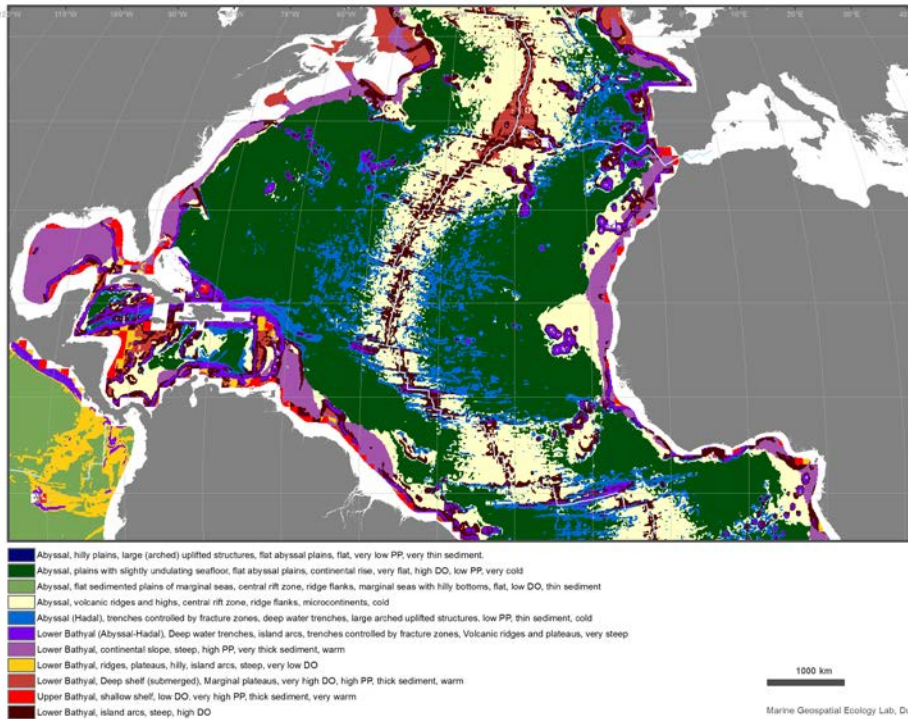 Abyssal, hilly plains, large (arched) uplifted structures, flat abyssal plains, flat, very low PP, very thin sediment.
Abyssal, plains with slightly undulating seafloor, flat abyssal plains, continental rise, very flat, high DO, low PP, very cold
Abyssal, flat sedimented plains of marginal seas, central rift zone, ridge flanks, marginal seas with hilly bottoms, flat, low DO, thin sediment
Abyssal, volcanic ridges and highs, central rift zone, ridge flanks, microcontinents, cold
Abyssal (Hadal), trenches controlled by fracture zones, deep water trenches, large arched uplifted structures, low PP, thin sediment, cold
Lower Bathyal (Abyssal-Hadal), Deep water trenches, island arcs, trenches controlled by fracture zones, Volcanic ridges and plateaus, very steep
Lower Bathyal, continental slope, steep, high PP, very thick sediment, warm
Lower Bathyal, ridges, plateaus, hilly, island arcs, steep, very low DO
Lower Bathyal, Deep shelf (submerged), Marginal plateaus, very high DO, high PP, thick sediment, warm
Upper Bathyal, shallow shelf, low DO, very high PP, thick sediment, very warm
Lower Bathyal, island arcs, steep, high DO
1000 km
Marine Geospatial Ecology Lab, Du